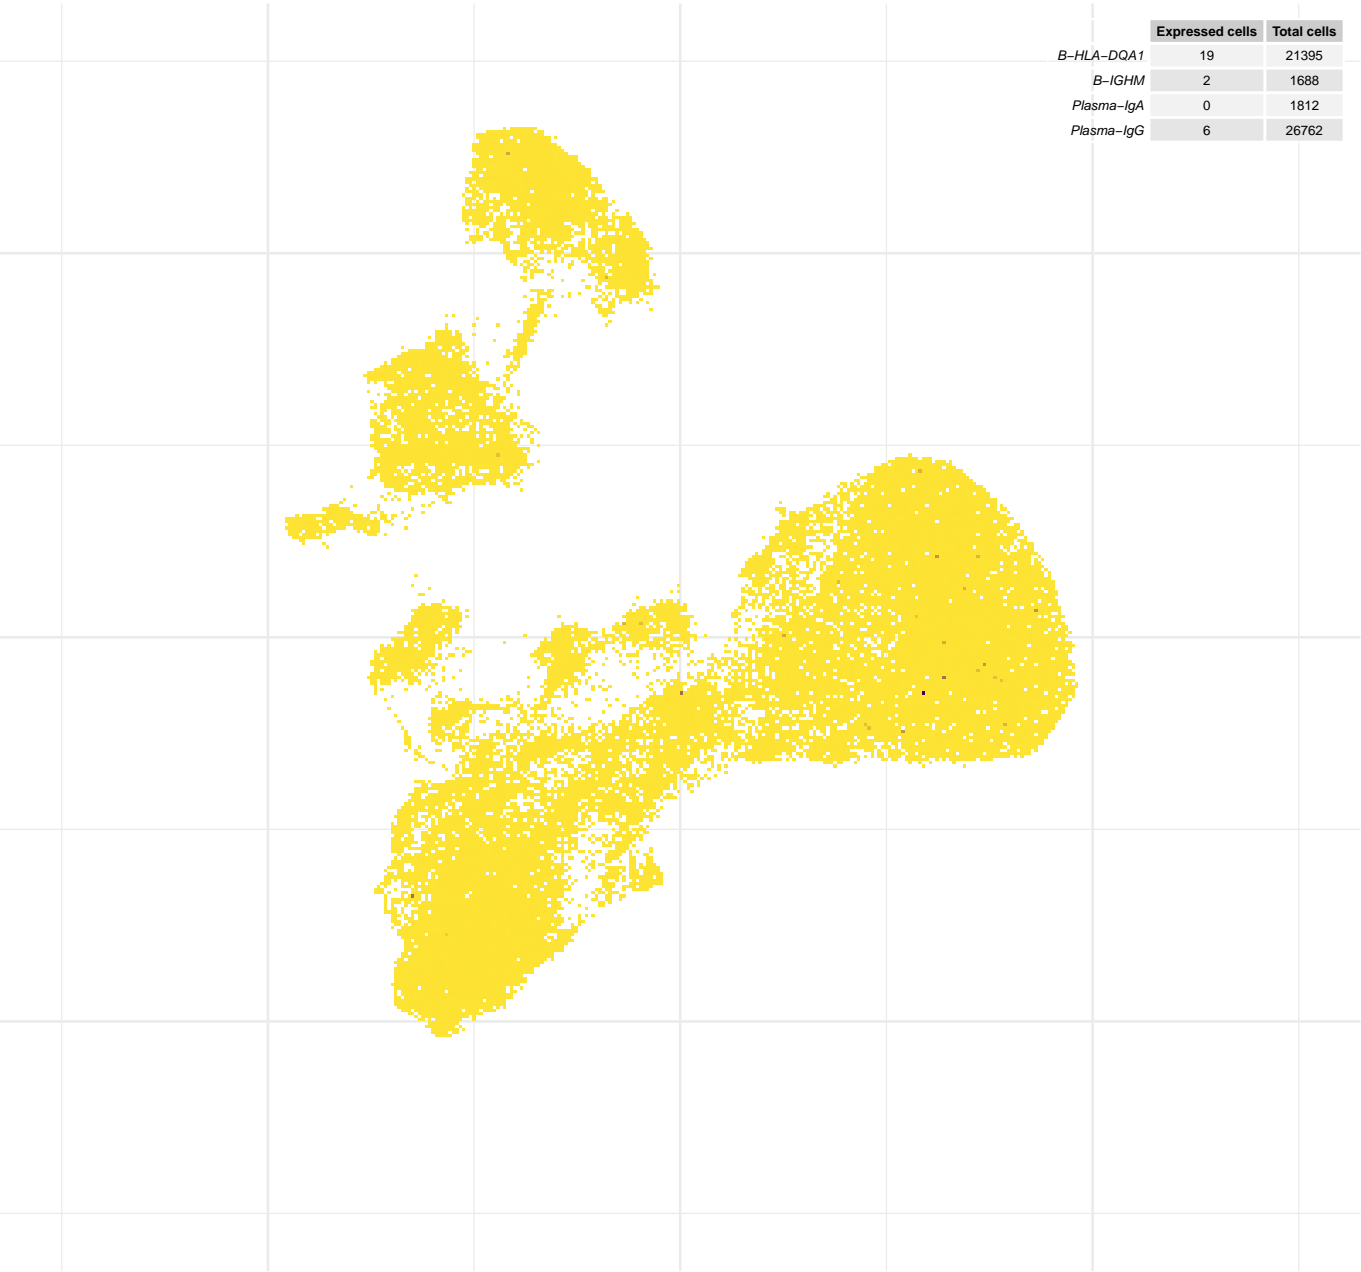 Expressed cells Total cells
B−HLA−DQA1 19 21395
B−IGHM 2 1688
Plasma−IgA 0 1812
Plasma−IgG 6 26762